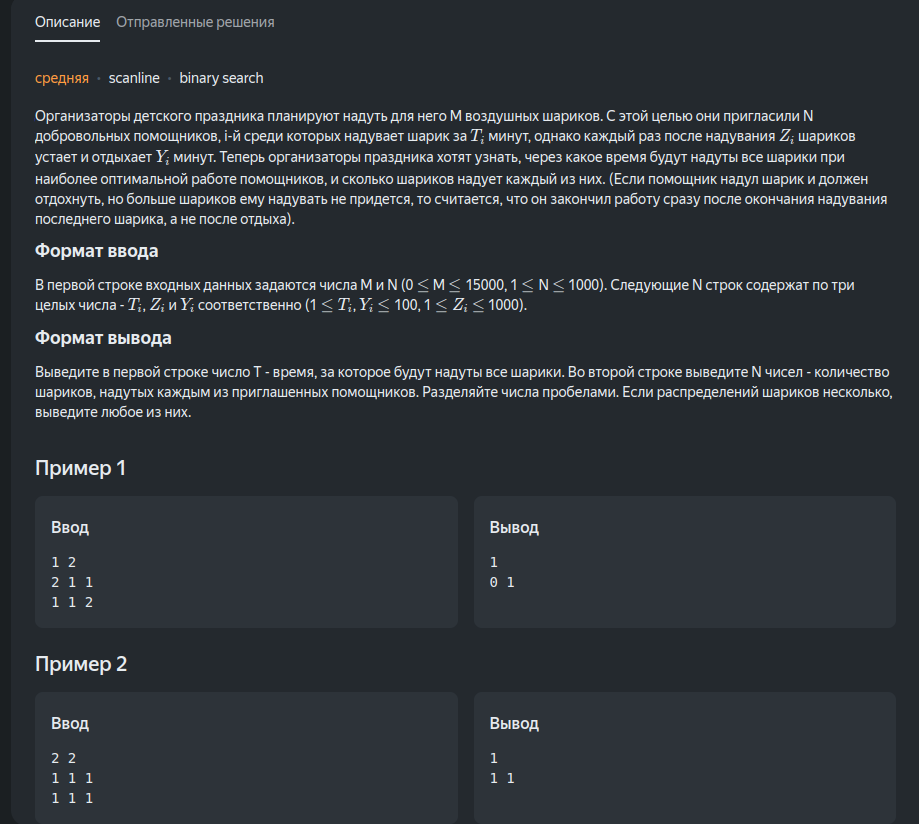 Описание Отправленные решения
средняя · scanline · binary search
Организаторы детского праздника планируют надуть для него M воздушных шариков. С этой целью они пригласили N
добровольных помощников, i-й среди которых надувает шарик за T_i минут, однако каждый раз после надувания Z_i шариков
устает и отдыхает Y_i минут. Теперь организаторы праздника хотят узнать, через какое время будут надуты все шарики при
наиболее оптимальной работе помощников, и сколько шариков надует каждый из них. (Если помощник надул шарик и должен
отдохнуть, но больше шариков ему надувать не придется, то считается, что он закончил работу сразу после окончания надувания
последнего шарика, а не после отдыха).
Формат ввода
В первой строке входных данных задаются числа M и N (0 ≤ M ≤ 15000, 1 ≤ N ≤ 1000). Следующие N строк содержат по три
целых числа - T_i, Z_i и Y_i соответственно (1 ≤ T_i, Y_i ≤ 100, 1 ≤ Z_i ≤ 1000).
Формат вывода
Выведите в первой строке число T - время, за которое будут надуты все шарики. Во второй строке выведите N чисел - количество
шариков, надутых каждым из приглашенных помощников. Разделяйте числа пробелами. Если распределений шариков несколько,
выведите любое из них.
Пример 1
Ввод
1 2
2 1 1
1 1 2
Вывод
1
0 1
Пример 2
Ввод
2 2
1 1 1
1 1 1
Вывод
1
1 1